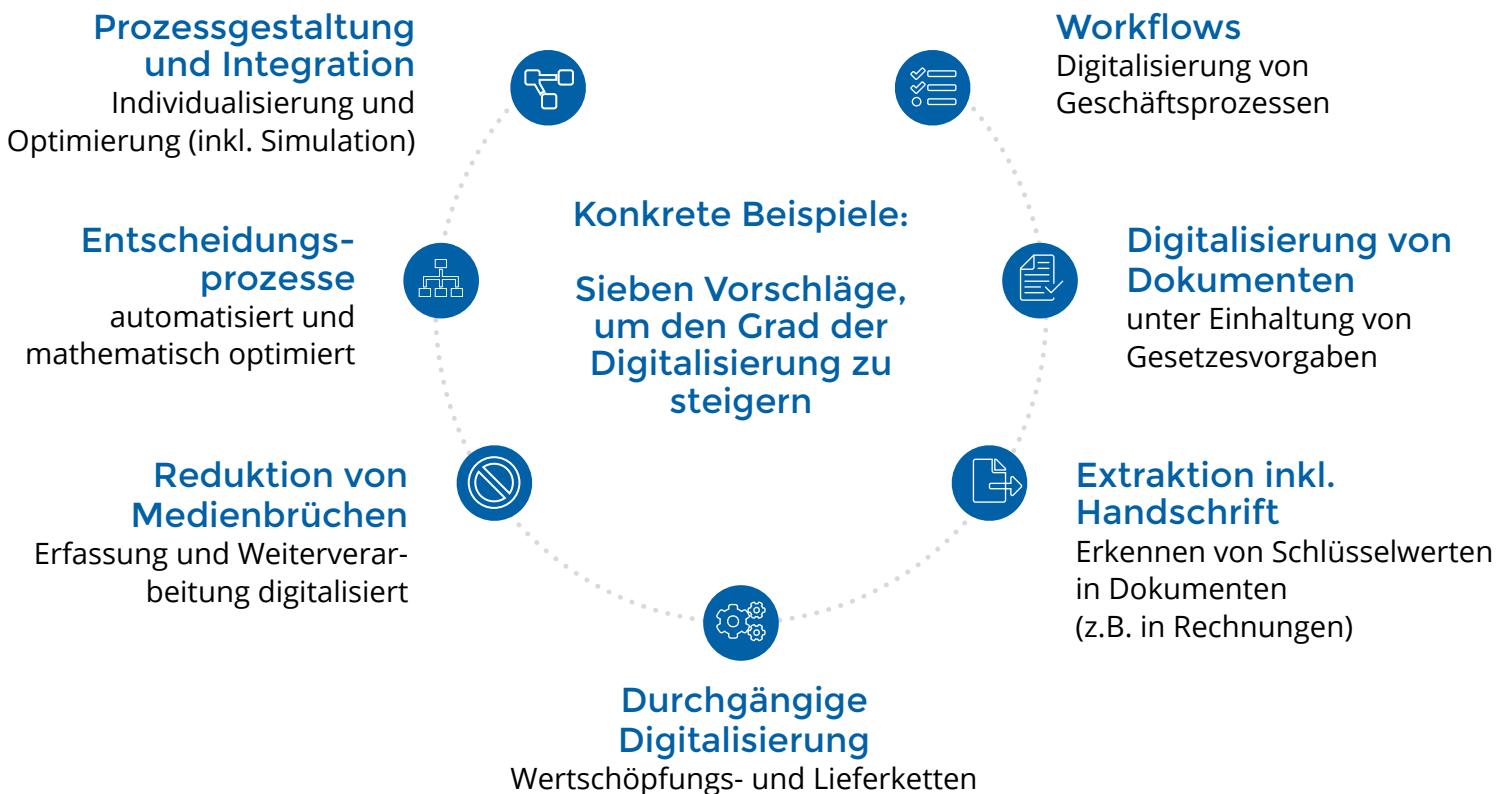 Prozessgestaltung
und Integration
Individualisierung und
Optimierung (inkl. Simulation)
Workflows
Digitalisierung von
Geschäftsprozessen
Konkrete Beispiele:
Sieben Vorschläge,
um den Grad der
Digitalisierung zu
steigern
Entscheidungs-
prozesse
automatisiert und
mathematisch optimiert
Digitalisierung von
Dokumenten
unter Einhaltung von
Gesetzesvorgaben
Reduktion von
Medienbrüchen
Erfassung und Weiterverar-
beitung digitalisiert
Extraktion inkl.
Handschrift
Erkennen von Schlüsselwerten
in Dokumenten
(z.B. in Rechnungen)
Durchgängige
Digitalisierung
Wertschöpfungs- und Lieferketten